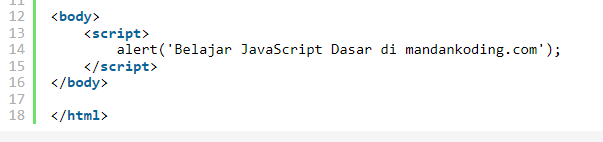 12 <body>
13 <script>
14 alert('Belajar JavaScript Dasar di mandankoding.com');
15 </script>
16 </body>
17
18 </html>